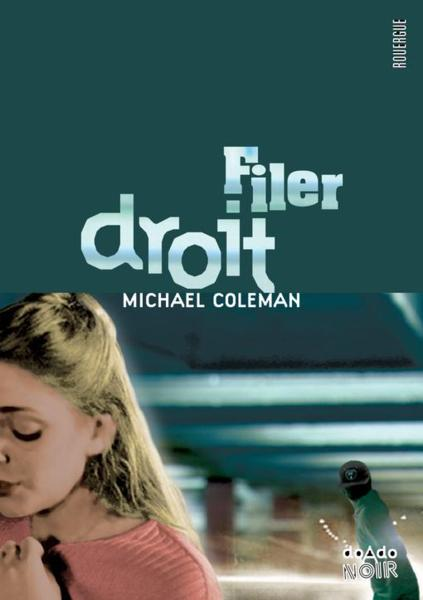 ROUERGUE
Filer
droit
MICHAEL COLEMAN
doAdo
NOIR